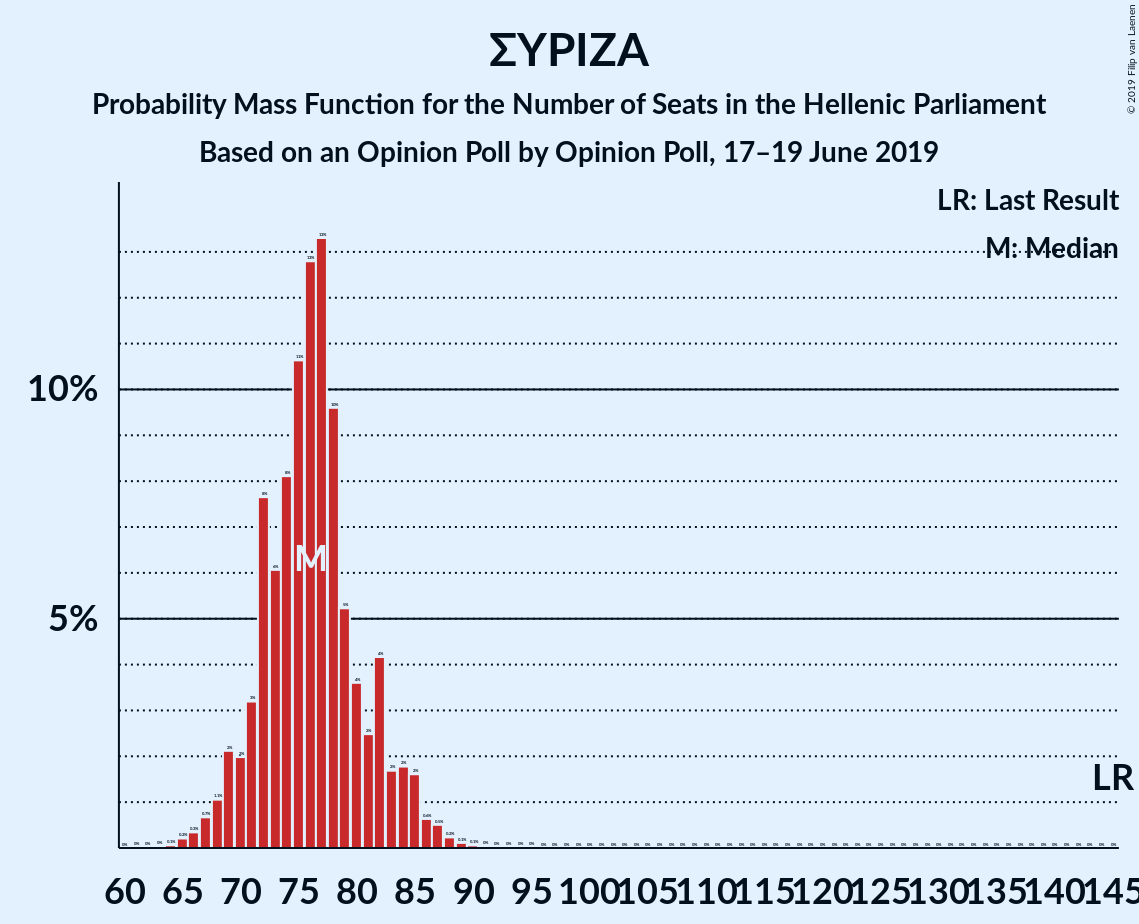 ΣΥΡΙΖΑ
Probability Mass Function for the Number of Seats in the Hellenic Parliament
Based on an Opinion Poll by Opinion Poll, 17–19 June 2019
© 2019 Filip van Laenen
LR: Last Result
M: Median
10%
5%
M
LR
60 65 70 75 80 85 90 95 100 105 110 115 120 125 130 135 140 145